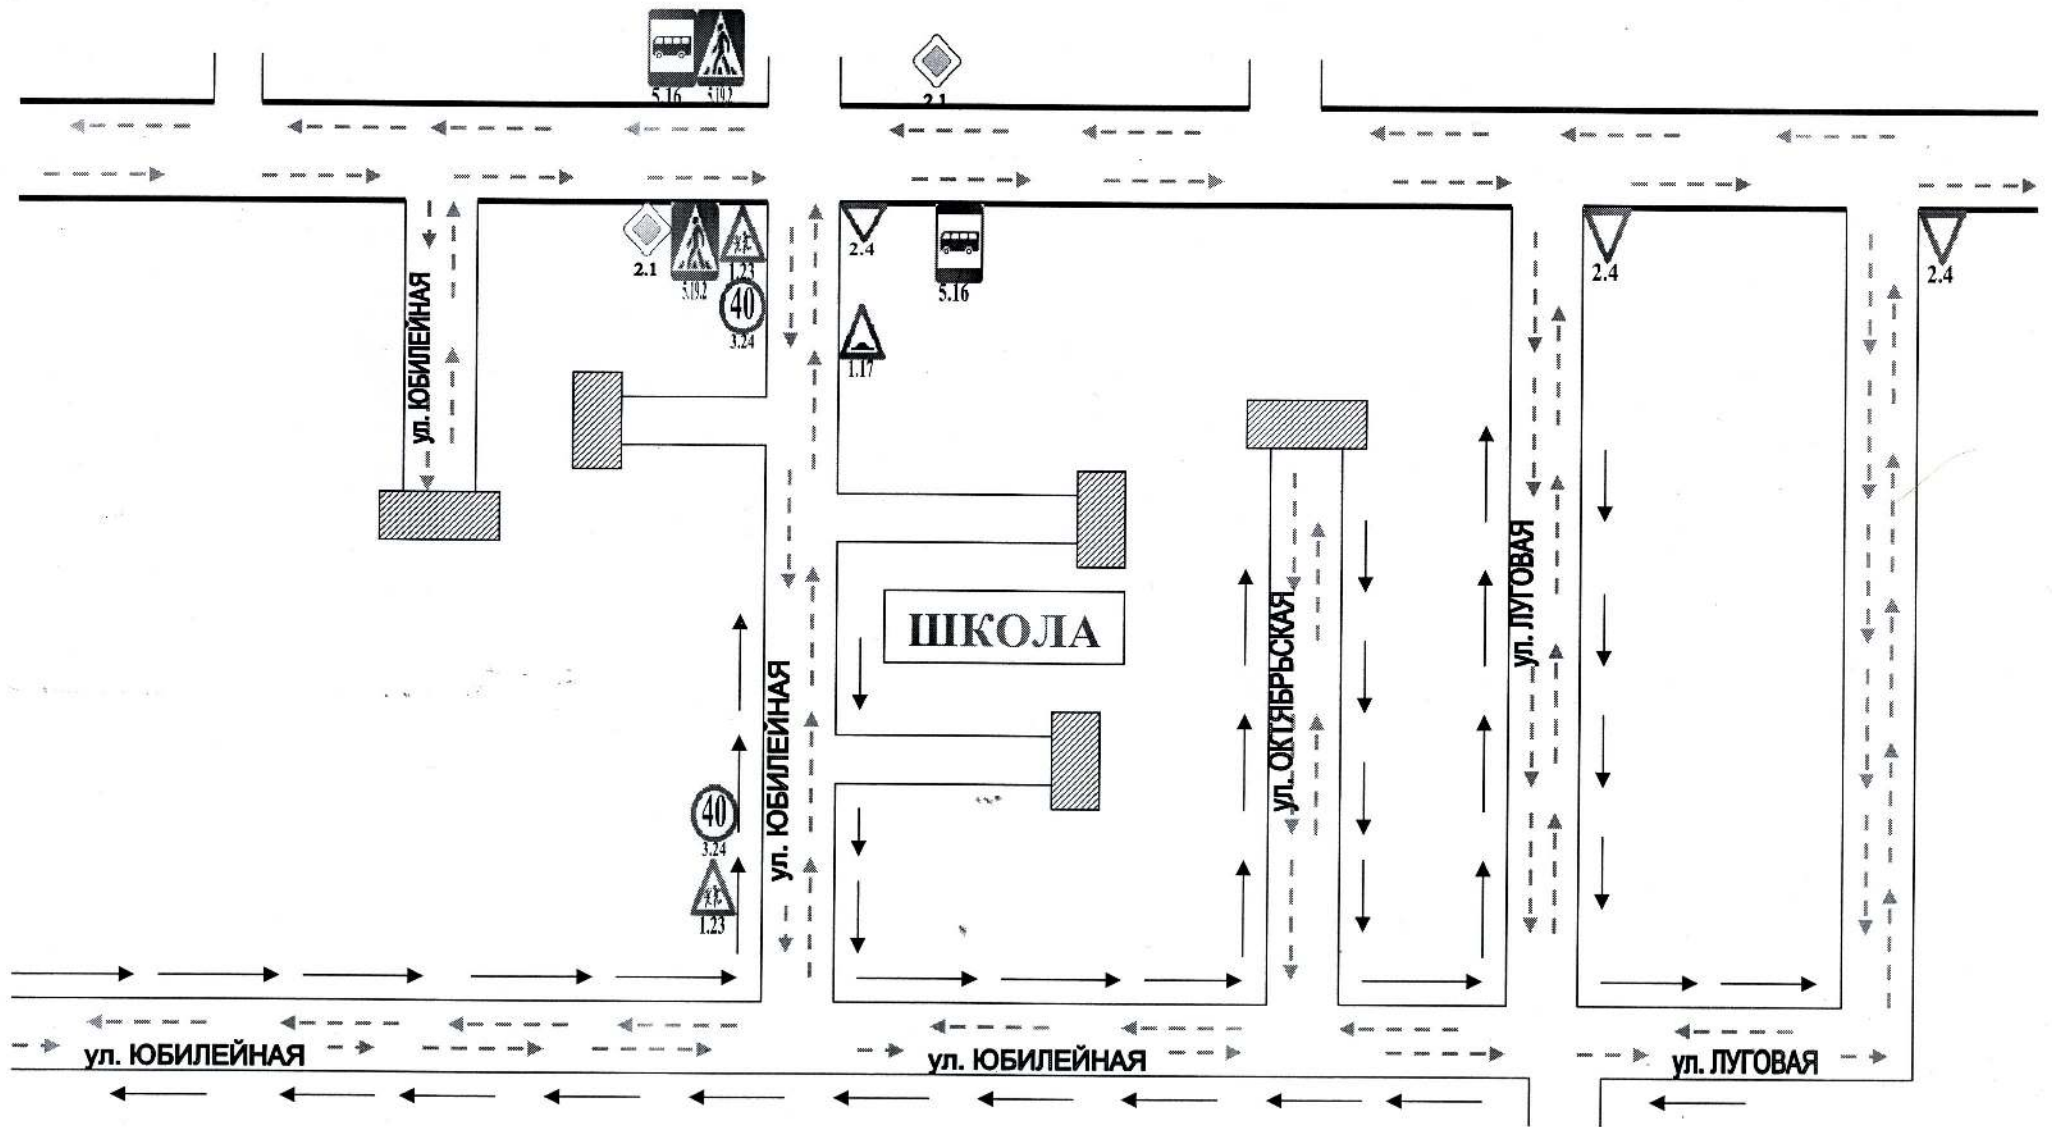 5.16
5.19.2
2.1
2.1
5.19.2
1.23
40
3.24
2.4
5.16
1.17
2.4
2.4
ул. ЮБИЛЕЙНАЯ
ШКОЛА
ул. ЮБИЛЕЙНАЯ
ул. ОКТЯБРЬСКАЯ
ул. ЛУГОВАЯ
40
3.24
1.23
ул. ЮБИЛЕЙНАЯ
ул. ЮБИЛЕЙНАЯ
ул. ЛУГОВАЯ